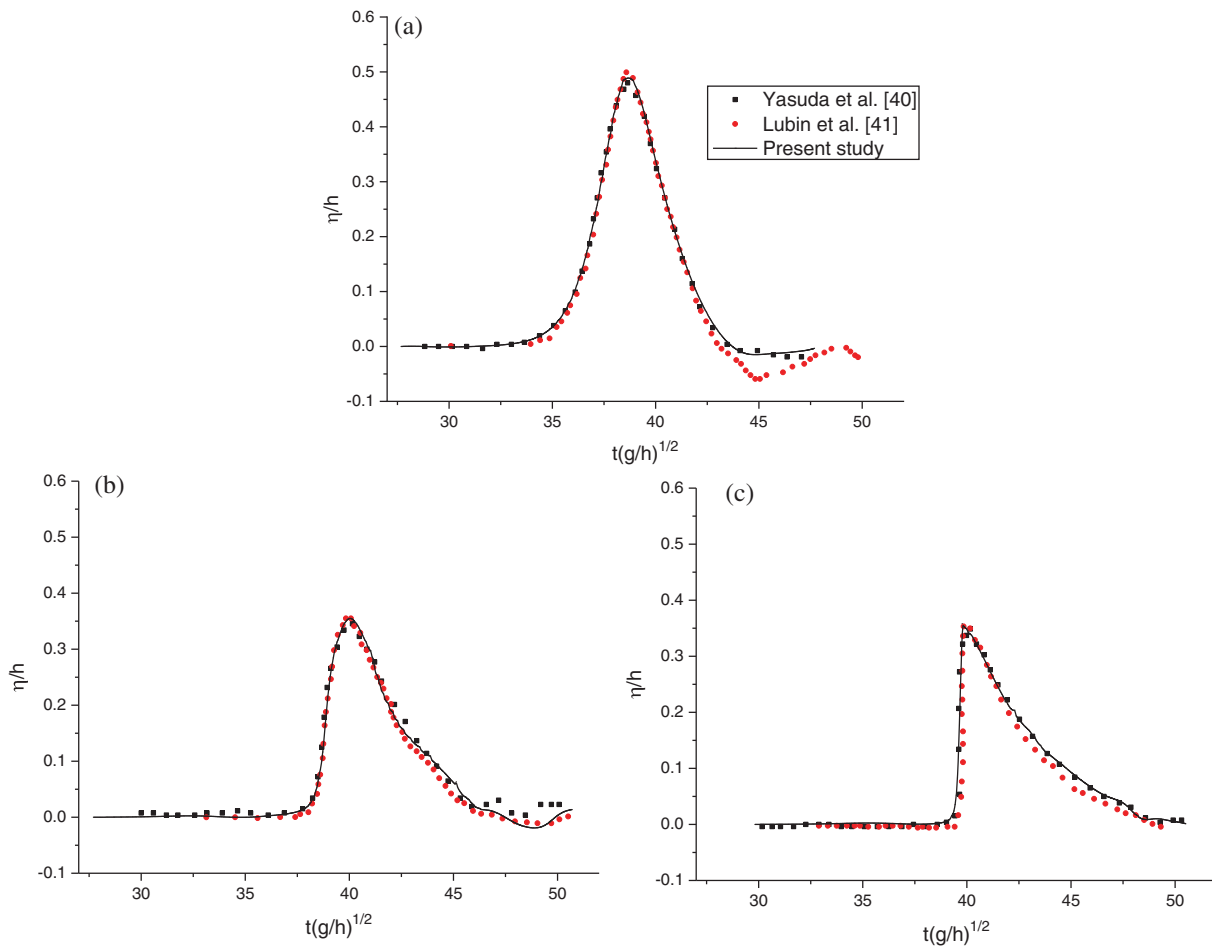 (a)
0.6
0.5
0.4
0.3
0.2
0.1
0.0
-0.1
η/h
30 35 40 45 50
t(g/h)^1/2
Yasuda et al. [40]
Lubin et al. [41]
Present study
(b)
0.6
0.5
0.4
0.3
0.2
0.1
0.0
-0.1
η/h
30 35 40 45 50
t(g/h)^1/2
(c)
0.6
0.5
0.4
0.3
0.2
0.1
0.0
-0.1
η/h
30 35 40 45 50
t(g/h)^1/2